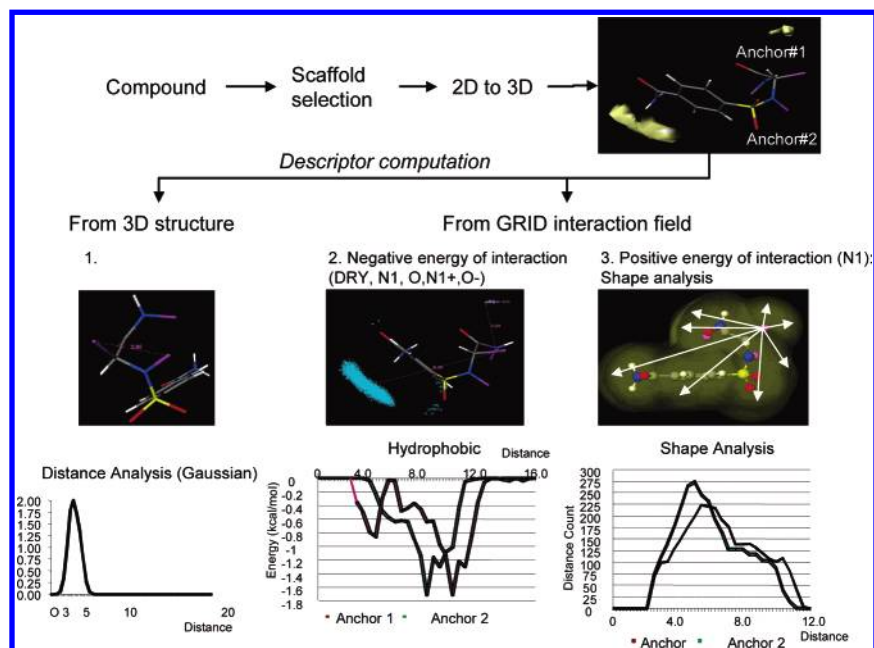 Compound
Scaffold
selection
2D to 3D
Anchor#1
Anchor#2
Descriptor computation
From 3D structure
From GRID interaction field
1.
2. Negative energy of interaction
(DRY, N1, O,N1+,O-)
3. Positive energy of interaction (N1):
Shape analysis
Distance Analysis (Gaussian)
2.00
1.75
1.50
1.25
1.00
0.75
0.50
0.25
0.00
O 3 5 10 20
Distance
Hydrophobic
Distance
0 4.0 8.0 12.0 16.0
0
-0.2
-0.4
-0.6
-0.8
-1
-1.2
-1.4
-1.6
-1.8
Energy (kcal/mol)
Anchor 1 Anchor 2
Shape Analysis
300
275
250
225
200
175
150
125
100
75
50
25
0
Distance Count
4.0 8.0 12.0
Anchor Anchor 2 Distance